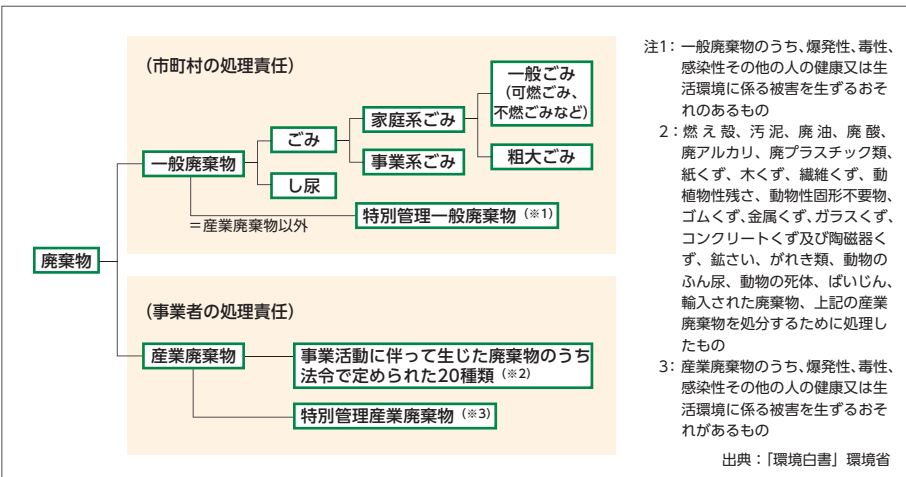 (市町村の処理責任)
一般ごみ
(可燃ごみ、
不燃ごみなど)
家庭系ごみ
ごみ
一般廃棄物
事業系ごみ
粗大ごみ
し尿
特別管理一般廃棄物(※1)
=産業廃棄物以外
廃棄物
(事業者の処理責任)
産業廃棄物
事業活動に伴って生じた廃棄物のうち
法令で定められた20種類(※2)
特別管理産業廃棄物(※3)
注1:一般廃棄物のうち、爆発性、毒性、
感染性その他の人の健康又は生
活環境に係る被害を生ずるおそ
れのあるもの
2:燃え殻、汚泥、廃油、廃酸、
廃アルカリ、廃プラスチック類、
紙くず、木くず、繊維くず、動
植物性残さ、動物性固形不要物、
ゴムくず、金属くず、ガラスくず、
コンクリートくず及び陶磁器く
ず、鉱さい、がれき類、動物の
ふん尿、動物の死体、ばいじん、
輸入された廃棄物、上記の産業
廃棄物を処分するために処理し
たもの
3:産業廃棄物のうち、爆発性、毒性、
感染性その他の人の健康又は生
活環境に係る被害を生ずるおそ
れがあるもの
出典:「環境白書」環境省